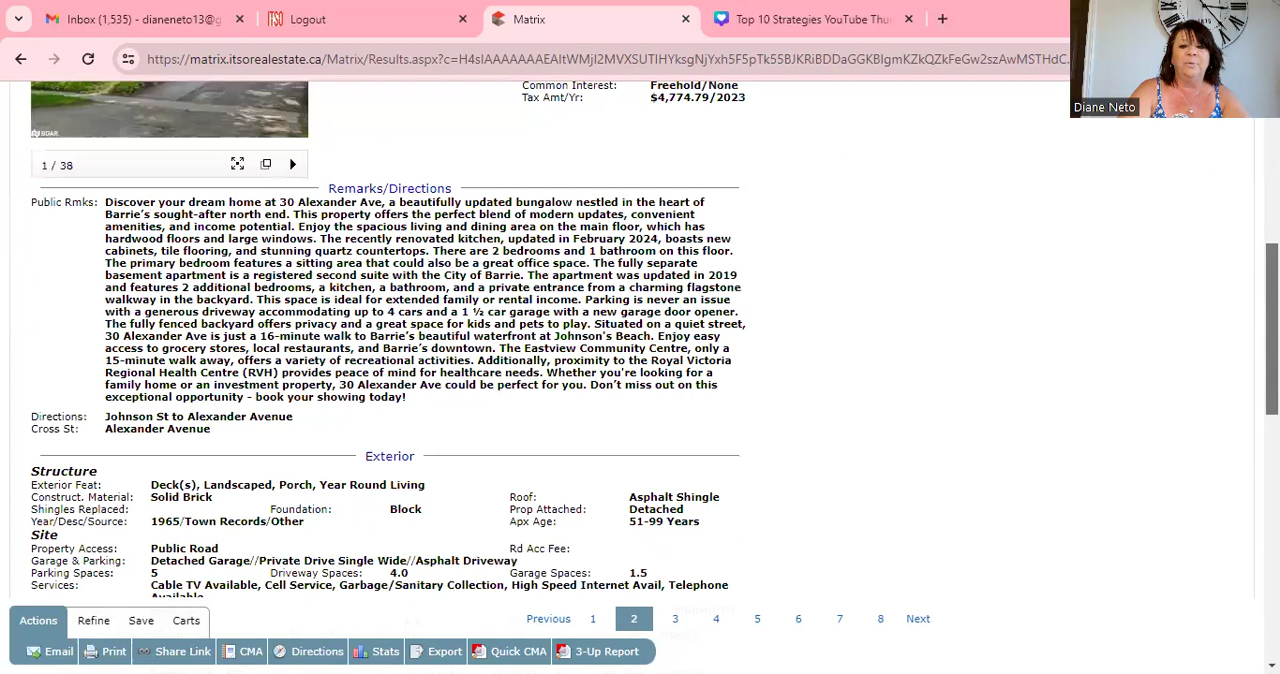 Inbox (1,535) - dianeneto13@g
Logout
Matrix
Top 10 Strategies YouTube Thu
Diane Neto
BDAR
Common Interest: Freehold/None
Tax Amt/Yr: $4,774.79/2023
1 / 38
Remarks/Directions
Public Rmks: Discover your dream home at 30 Alexander Ave, a beautifully updated bungalow nestled in the heart of
Barrie's sought-after north end. This property offers the perfect blend of modern updates, convenient
amenities, and income potential. Enjoy the spacious living and dining area on the main floor, which has
hardwood floors and large windows. The recently renovated kitchen, updated in February 2024, boasts new
cabinets, tile flooring, and stunning quartz countertops. There are 2 bedrooms and 1 bathroom on this floor.
The primary bedroom features a sitting area that could also be a great office space. The fully separate
basement apartment is a registered second suite with the City of Barrie. The apartment was updated in 2019
and features 2 additional bedrooms, a kitchen, a bathroom, and a private entrance from a charming flagstone
walkway in the backyard. This space is ideal for extended family or rental income. Parking is never an issue
with a generous driveway accommodating up to 4 cars and a 1 ½ car garage with a new garage door opener.
The fully fenced backyard offers privacy and a great space for kids and pets to play. Situated on a quiet street,
30 Alexander Ave is just a 16-minute walk to Barrie's beautiful waterfront at Johnson's Beach. Enjoy easy
access to grocery stores, local restaurants, and Barrie's downtown. The Eastview Community Centre, only a
15-minute walk away, offers a variety of recreational activities. Additionally, proximity to the Royal Victoria
Regional Health Centre (RVH) provides peace of mind for healthcare needs. Whether you're looking for a
family home or an investment property, 30 Alexander Ave could be perfect for you. Don't miss out on this
exceptional opportunity - book your showing today!
Directions: Johnson St to Alexander Avenue
Cross St: Alexander Avenue
Exterior
Structure
Exterior Feat: Deck(s), Landscaped, Porch, Year Round Living
Construct. Material: Solid Brick Roof: Asphalt Shingle
Shingles Replaced: Foundation: Block Prop Attached: Detached
Year/Desc/Source: 1965/Town Records/Other Apx Age: 51-99 Years
Site
Property Access: Public Road Rd Acc Fee:
Garage & Parking: Detached Garage//Private Drive Single Wide//Asphalt Driveway
Parking Spaces: 5 Driveway Spaces: 4.0 Garage Spaces: 1.5
Services: Cable TV Available, Cell Service, Garbage/Sanitary Collection, High Speed Internet Avail, Telephone
Available
Actions Refine Save Carts Previous 1 2 3 4 5 6 7 8 Next
Email Print Share Link CMA Directions Stats Export Quick CMA 3-Up Report